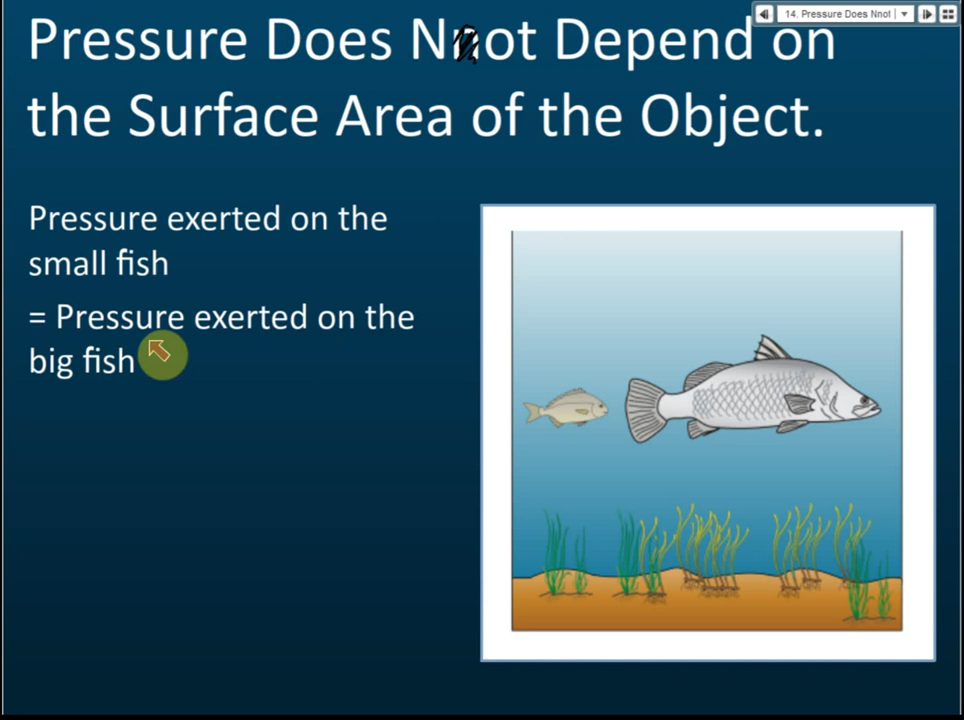 14. Pressure Does Nnot
Pressure Does Nnot Depend on
the Surface Area of the Object.
Pressure exerted on the
small fish
= Pressure exerted on the
big fish